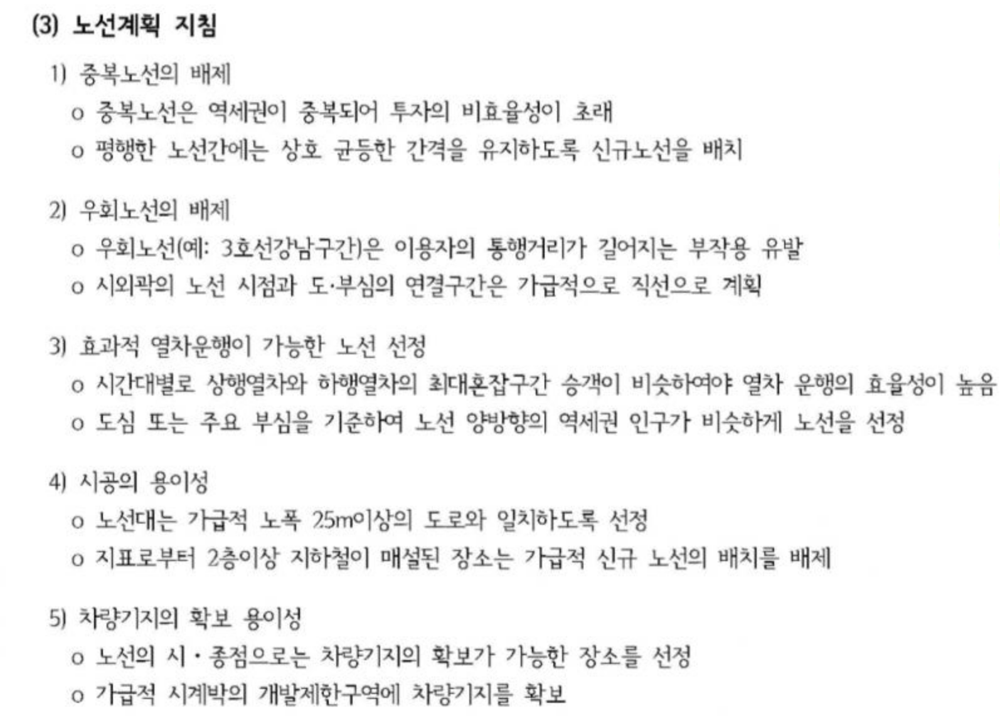 (3) 노선계획 지침
1) 중복노선의 배제
o 중복노선은 역세권이 중복되어 투자의 비효율성이 초래
o 평행한 노선간에는 상호 균등한 간격을 유지하도록 신규노선을 배치
2) 우회노선의 배제
o 우회노선(예: 3호선강남구간)은 이용자의 통행거리가 길어지는 부작용 유발
o 시외곽의 노선 시점과 도·부심의 연결구간은 가급적으로 직선으로 계획
3) 효과적 열차운행이 가능한 노선 선정
o 시간대별로 상행열차와 하행열차의 최대혼잡구간 승객이 비슷하여야 열차 운행의 효율성이 높음
o 도심 또는 주요 부심을 기준하여 노선 양방향의 역세권 인구가 비슷하게 노선을 선정
4) 시공의 용이성
o 노선대는 가급적 노폭 25m이상의 도로와 일치하도록 선정
o 지표로부터 2층이상 지하철이 매설된 장소는 가급적 신규 노선의 배치를 배제
5) 차량기지의 확보 용이성
o 노선의 시·종점으로는 차량기지의 확보가 가능한 장소를 선정
o 가급적 시계박의 개발제한구역에 차량기지를 확보